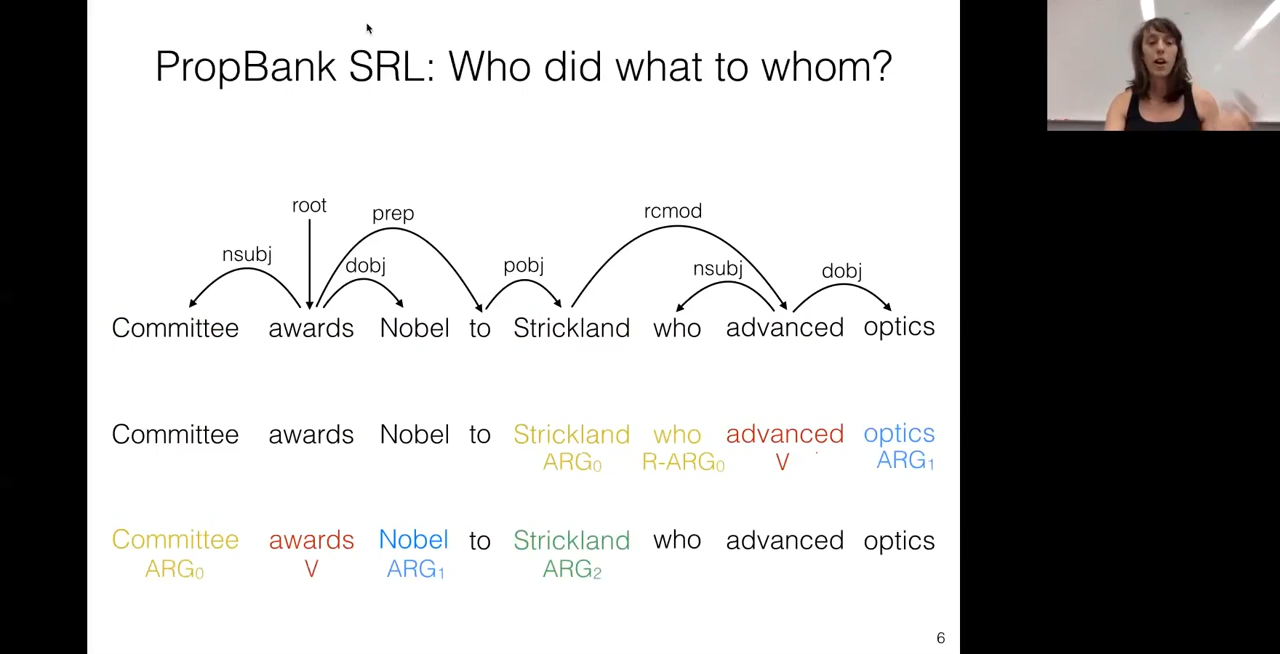 PropBank SRL: Who did what to whom?
root
prep
rcmod
nsubj
dobj
pobj
nsubj
dobj
Committee awards Nobel to Strickland who advanced optics
Committee awards Nobel to Strickland who advanced optics
ARG₀ R-ARG₀ V ARG₁
Committee awards Nobel to Strickland who advanced optics
ARG₀ V ARG₁ ARG₂
6